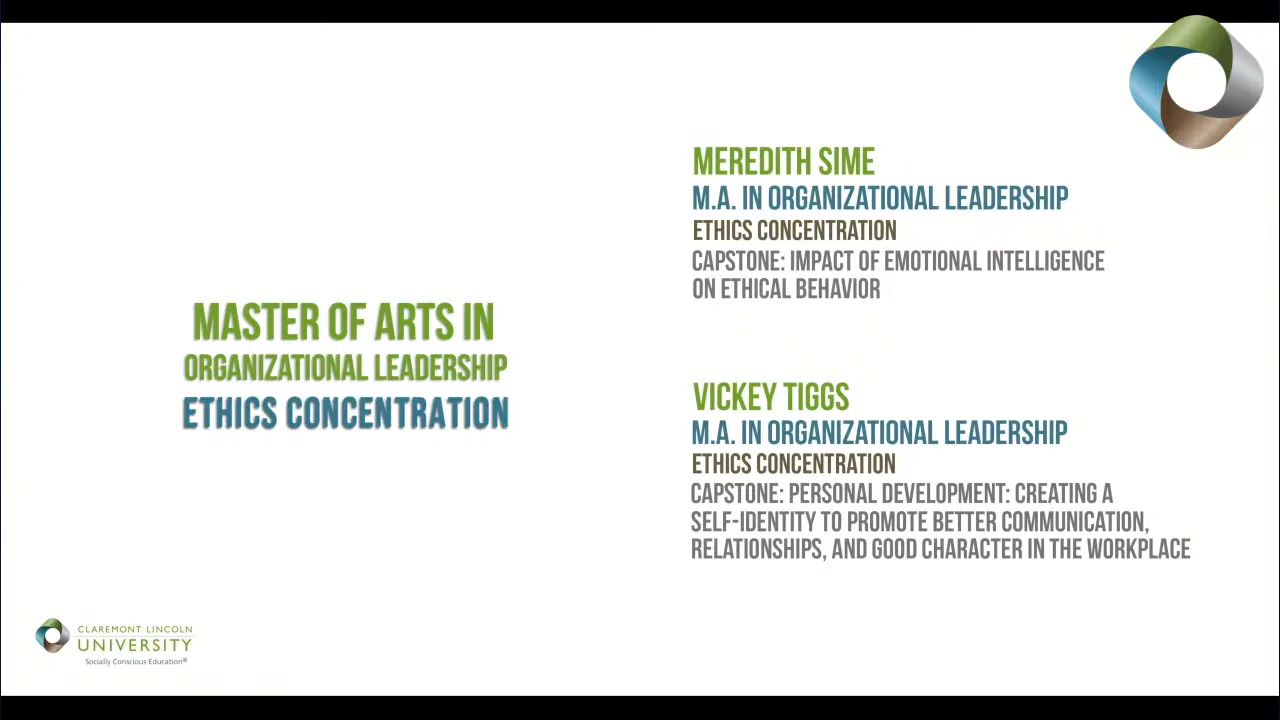 MASTER OF ARTS IN
ORGANIZATIONAL LEADERSHIP
ETHICS CONCENTRATION
MEREDITH SIME
M.A. IN ORGANIZATIONAL LEADERSHIP
ETHICS CONCENTRATION
CAPSTONE: IMPACT OF EMOTIONAL INTELLIGENCE
ON ETHICAL BEHAVIOR
VICKEY TIGGS
M.A. IN ORGANIZATIONAL LEADERSHIP
ETHICS CONCENTRATION
CAPSTONE: PERSONAL DEVELOPMENT: CREATING A
SELF-IDENTITY TO PROMOTE BETTER COMMUNICATION,
RELATIONSHIPS, AND GOOD CHARACTER IN THE WORKPLACE
CLAREMONT LINCOLN
UNIVERSITY
Socially Conscious Education®